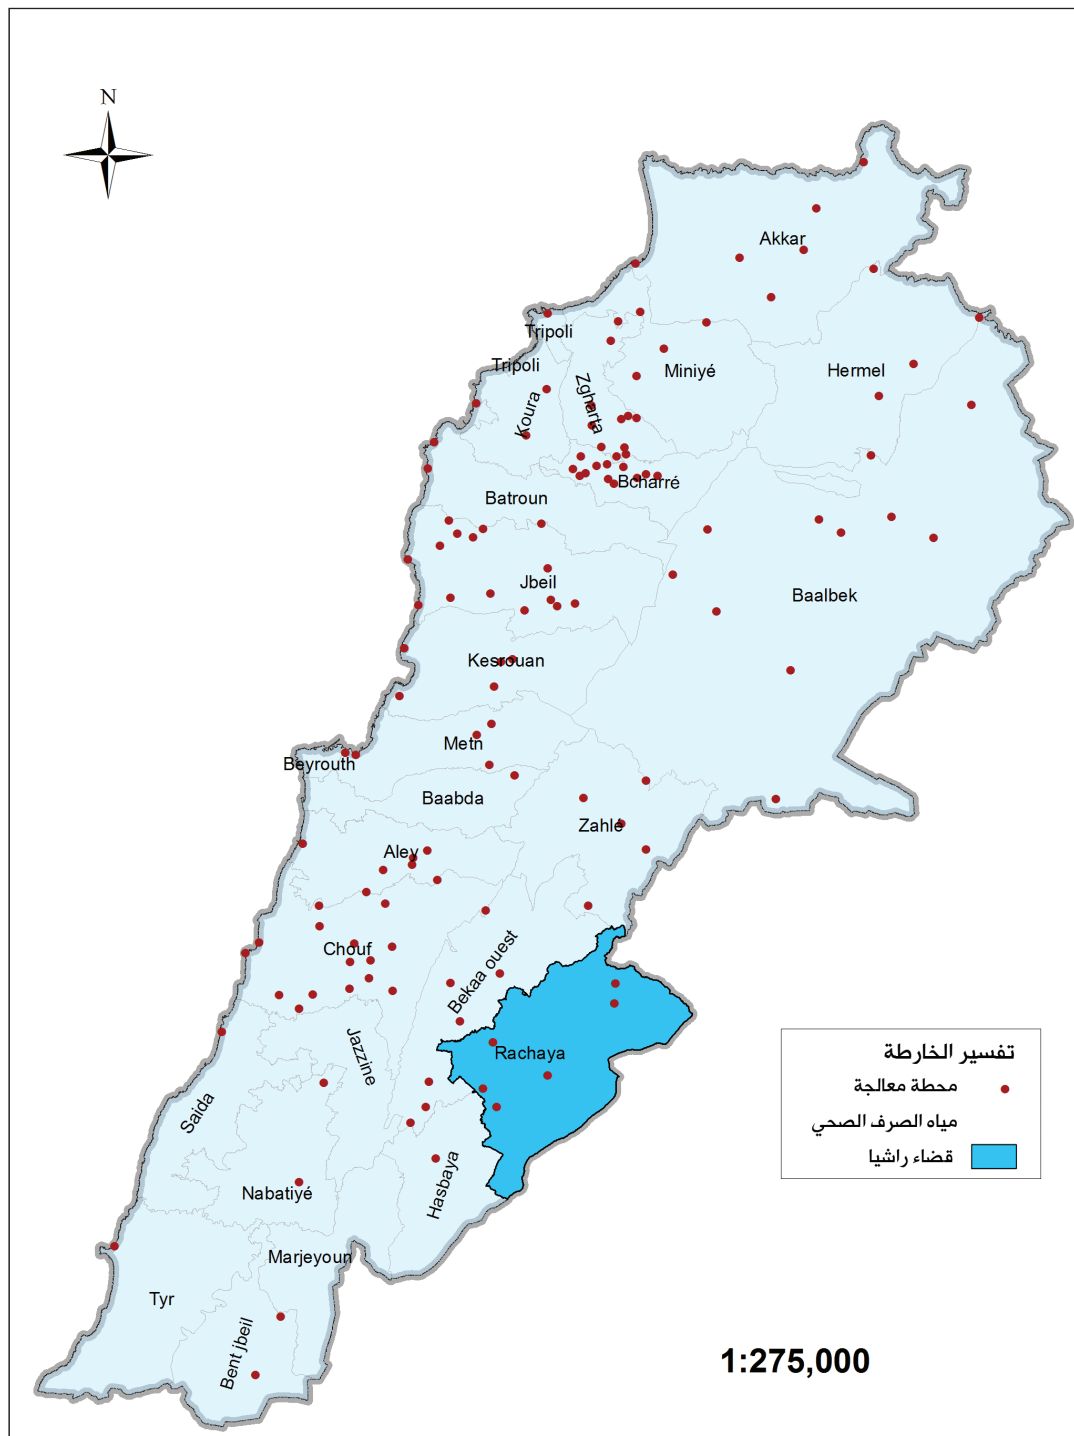 N
Akkar
Tripoli
Tripoli
Miniyé
Hermel
Zgharta
Koura
Bcharré
Batroun
Jbeil
Baalbek
Kesrouan
Metn
Beyrouth
Baabda
Zahlé
Aley
Chouf
Bekaa ouest
Jazzine
Rachaya
Saida
Hasbaya
Nabatiyé
Marjeyoun
Tyr
Bent jbeil
تفسير الخارطة
محطة معالجة
مياه الصرف الصحي
قضاء راشيا
1:275,000